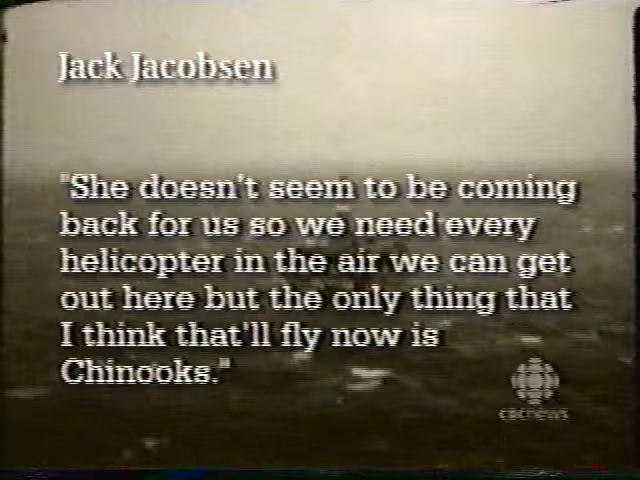 Jack Jacobsen
"She doesn't seem to be coming
back for us so we need every
helicopter in the air we can get
out here but the only thing that
I think that'll fly now is
Chinooks."
cbcnews